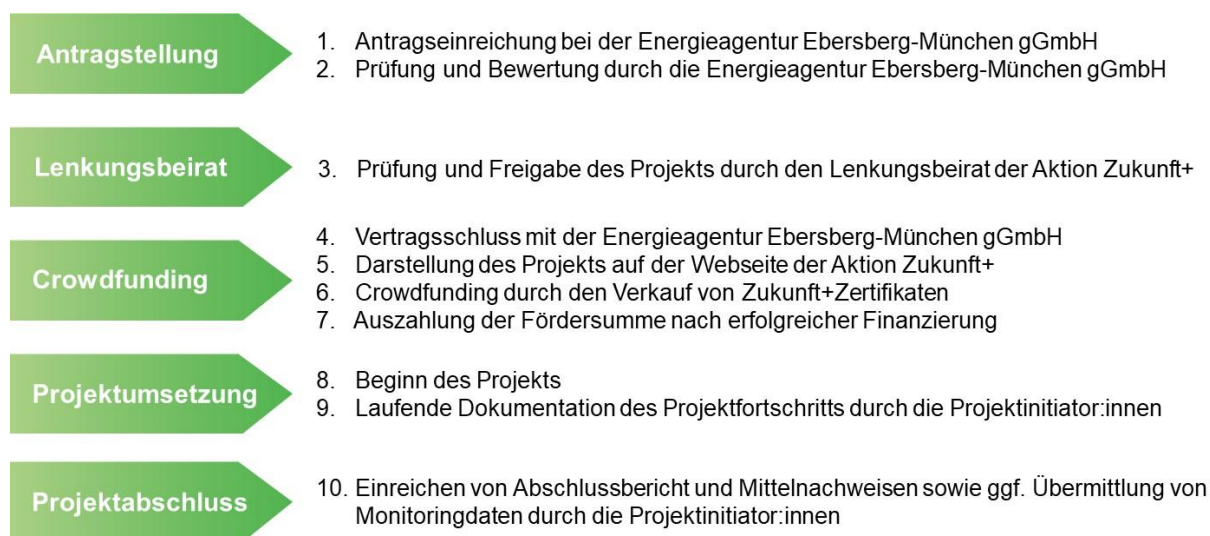 Antragstellung
1. Antragseinreichung bei der Energieagentur Ebersberg-München gGmbH
2. Prüfung und Bewertung durch die Energieagentur Ebersberg-München gGmbH
Lenkungsbeirat
3. Prüfung und Freigabe des Projekts durch den Lenkungsbeirat der Aktion Zukunft+
Crowdfunding
4. Vertragsschluss mit der Energieagentur Ebersberg-München gGmbH
5. Darstellung des Projekts auf der Webseite der Aktion Zukunft+
6. Crowdfunding durch den Verkauf von Zukunft+Zertifikaten
7. Auszahlung der Fördersumme nach erfolgreicher Finanzierung
Projektumsetzung
8. Beginn des Projekts
9. Laufende Dokumentation des Projektfortschritts durch die Projektinitiator:innen
Projektabschluss
10. Einreichen von Abschlussbericht und Mittelnachweisen sowie ggf. Übermittlung von
Monitoringdaten durch die Projektinitiator:innen